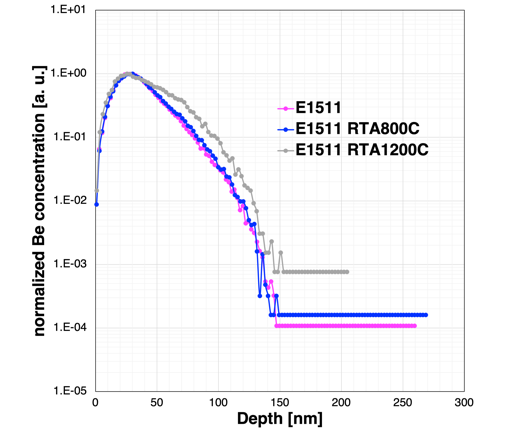 1.E+01
1.E+00
1.E-01
1.E-02
1.E-03
1.E-04
1.E-05
normalized Be concentration [a. u.]
E1511
E1511 RTA800C
E1511 RTA1200C
0 50 100 150 200 250 300
Depth [nm]